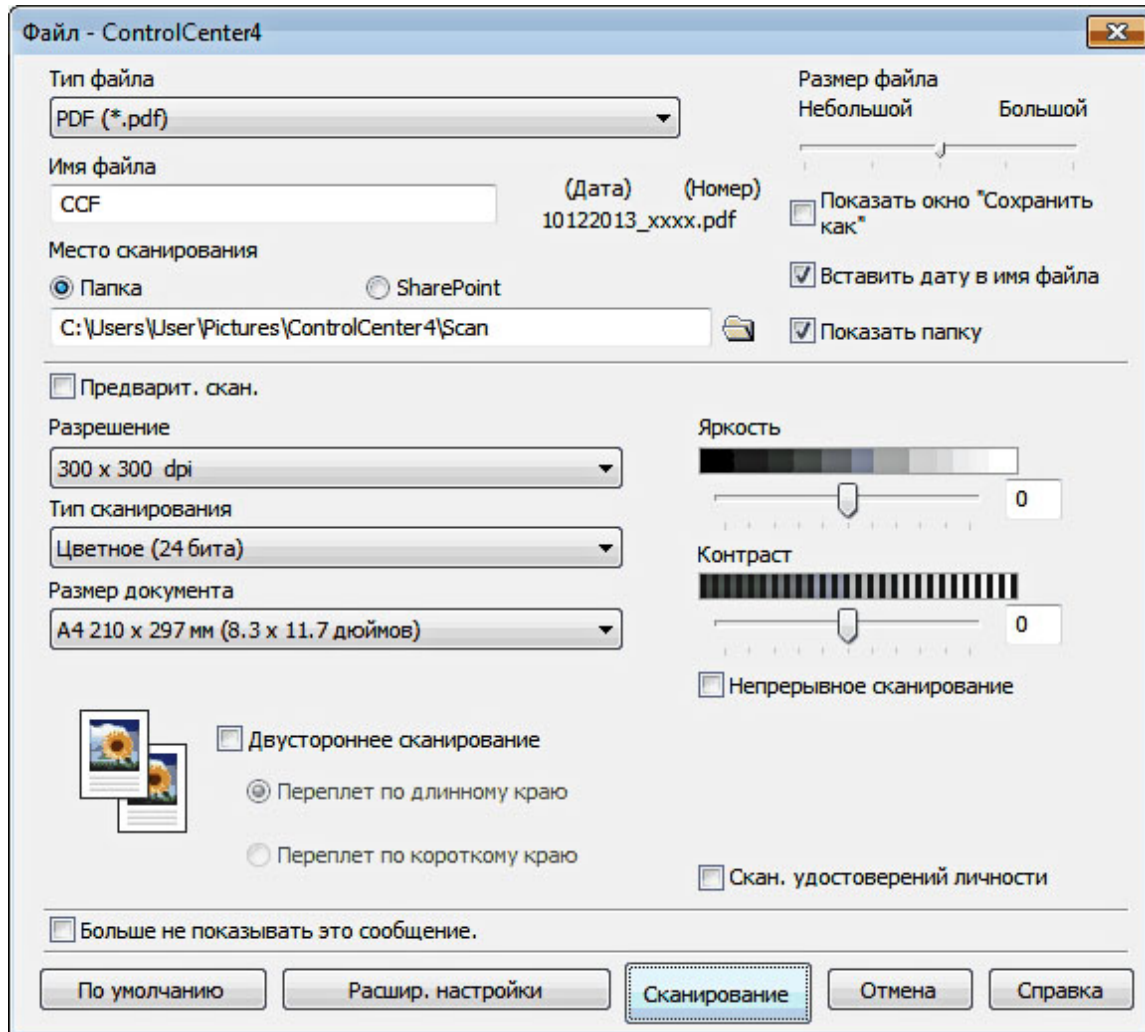 Файл - ControlCenter4
Тип файла
PDF (*.pdf)
Размер файла
Небольшой Большой
Имя файла
CCF
(Дата) (Номер)
10122013_xxxx.pdf
Показать окно "Сохранить
как"
Место сканирования
Папка SharePoint
Вставить дату в имя файла
C:\Users\User\Pictures\ControlCenter4\Scan
Показать папку
Предварит. скан.
Разрешение
300 x 300 dpi
Тип сканирования
Цветное (24 бита)
Размер документа
A4 210 x 297 мм (8.3 x 11.7 дюймов)
Яркость
0
Контраст
0
Непрерывное сканирование
Двустороннее сканирование
Переплет по длинному краю
Переплет по короткому краю
Скан. удостоверений личности
Больше не показывать это сообщение.
По умолчанию Расшир. настройки Сканирование Отмена Справка